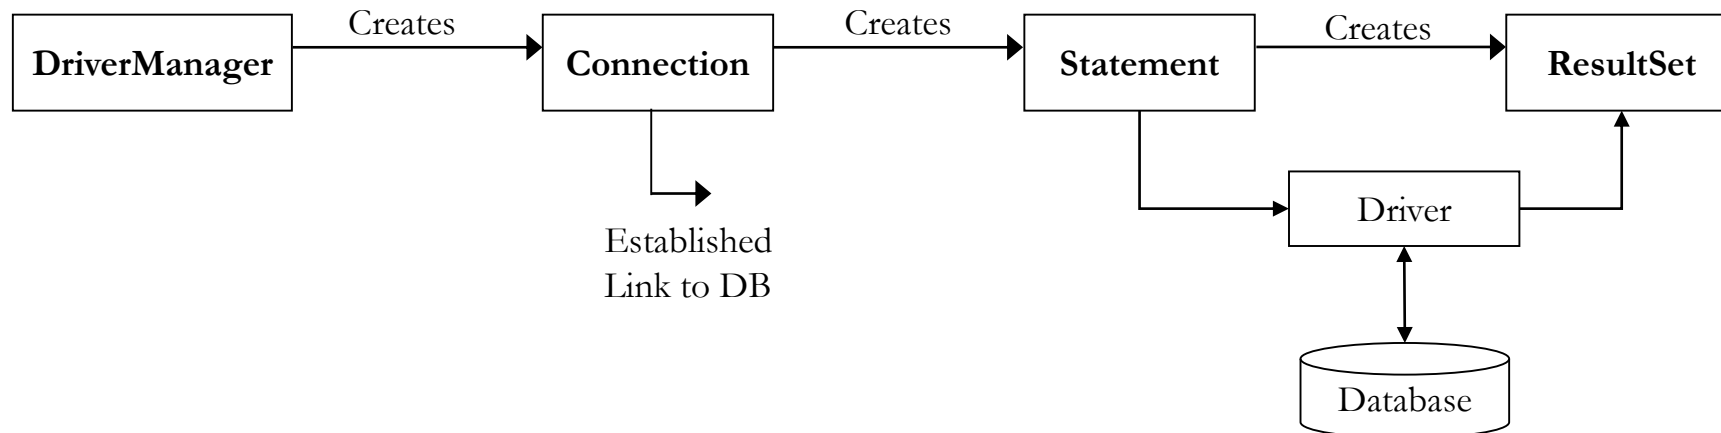 Creates
Creates
Creates
DriverManager
Connection
Statement
ResultSet
Driver
Established
Link to DB
Database